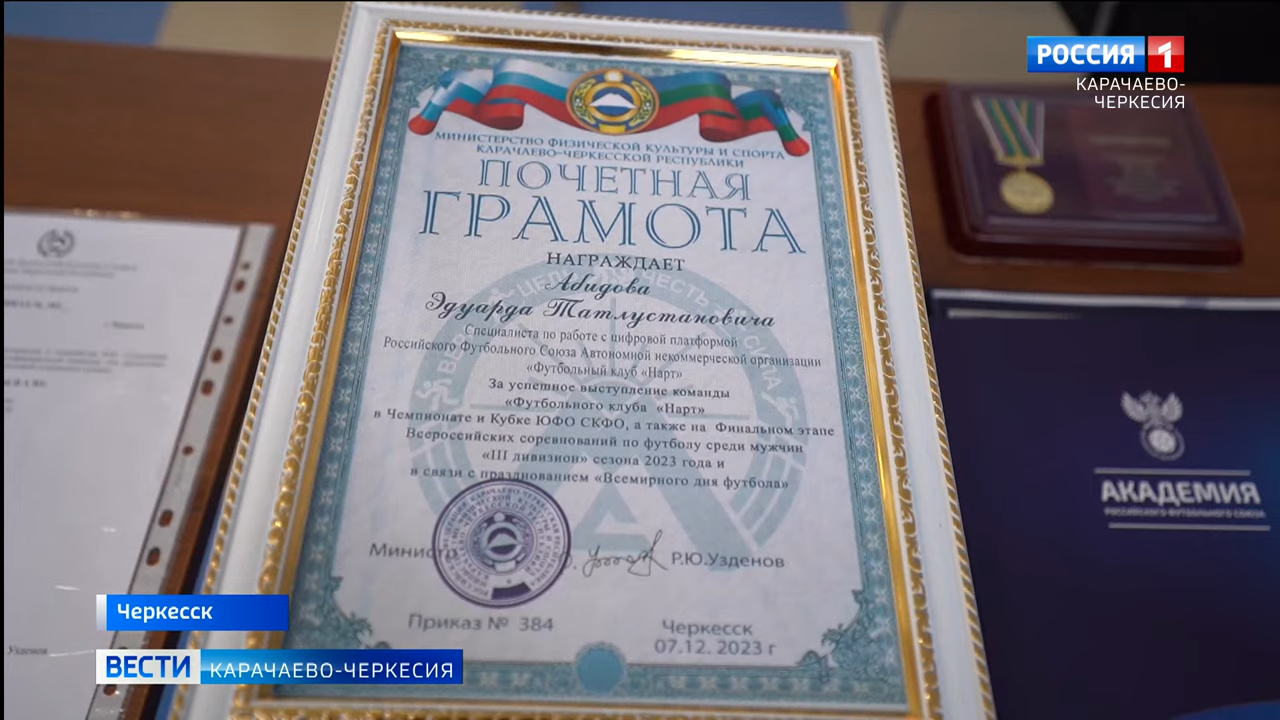 РОССИЯ 1
КАРАЧАЕВО-
ЧЕРКЕСИЯ
МИНИСТЕРСТВО ФИЗИЧЕСКОЙ КУЛЬТУРЫ И СПОРТА
КАРАЧАЕВО-ЧЕРКЕССКОЙ РЕСПУБЛИКИ
ПОЧЕТНАЯ
ГРАМОТА
НАГРАЖДАЕТ
Абидова
Эдуарда Татлустановича
Специалиста по работе с цифровой платформой
Российского Футбольного Союза Автономной некоммерческой организации
«Футбольный клуб «Нарт»
За успешное выступление команды
«Футбольного клуба «Нарт»
в Чемпионате и Кубке ЮФО СКФО, а также на Финальном этапе
Всероссийских соревнований по футболу среди мужчин
«III дивизион» сезона 2023 года и
в связи с празднованием «Всемирного дня футбола»
Р.Ю.Узденов
Приказ № 384
Черкесск
07.12. 2023 г
АКАДЕМИЯ
РОССИЙСКОГО ФУТБОЛЬНОГО СОЮЗА
Узденов
Черкесск
ВЕСТИ КАРАЧАЕВО-ЧЕРКЕСИЯ